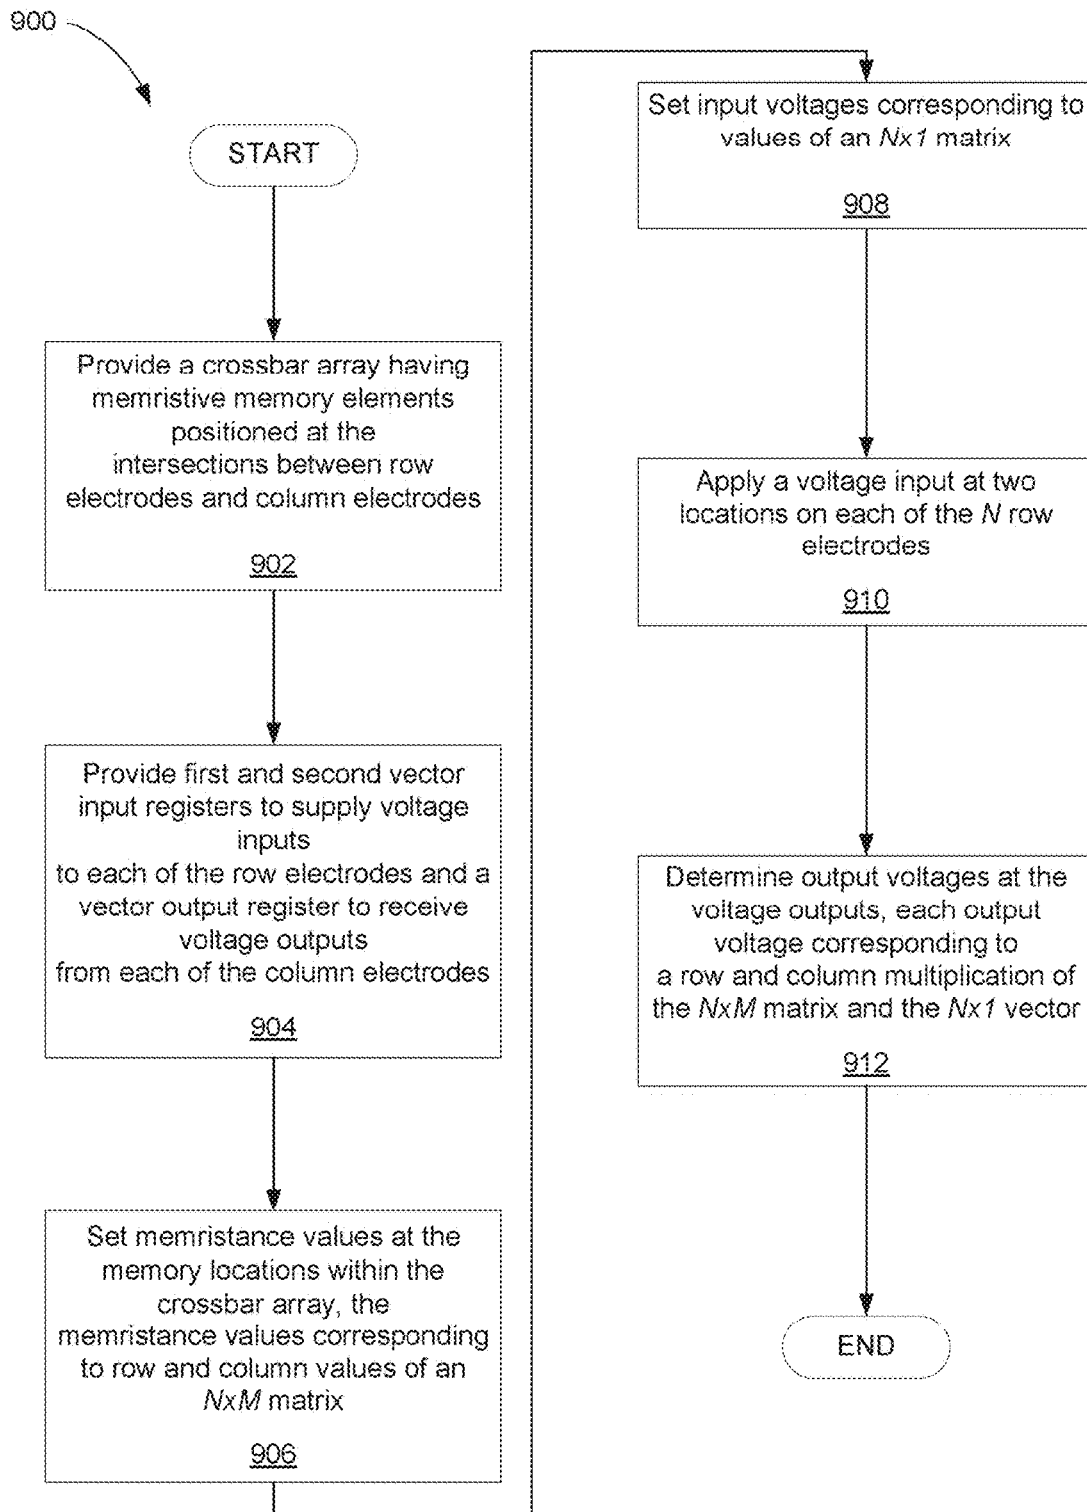 900
START
Provide a crossbar array having
memristive memory elements
positioned at the
intersections between row
electrodes and column electrodes
902
Provide first and second vector
input registers to supply voltage
inputs
to each of the row electrodes and a
vector output register to receive
voltage outputs
from each of the column electrodes
904
Set memristance values at the
memory locations within the
crossbar array, the
memristance values corresponding
to row and column values of an
NxM matrix
906
Set input voltages corresponding to
values of an Nx1 matrix
908
Apply a voltage input at two
locations on each of the N row
electrodes
910
Determine output voltages at the
voltage outputs, each output
voltage corresponding to
a row and column multiplication of
the NxM matrix and the Nx1 vector
912
END